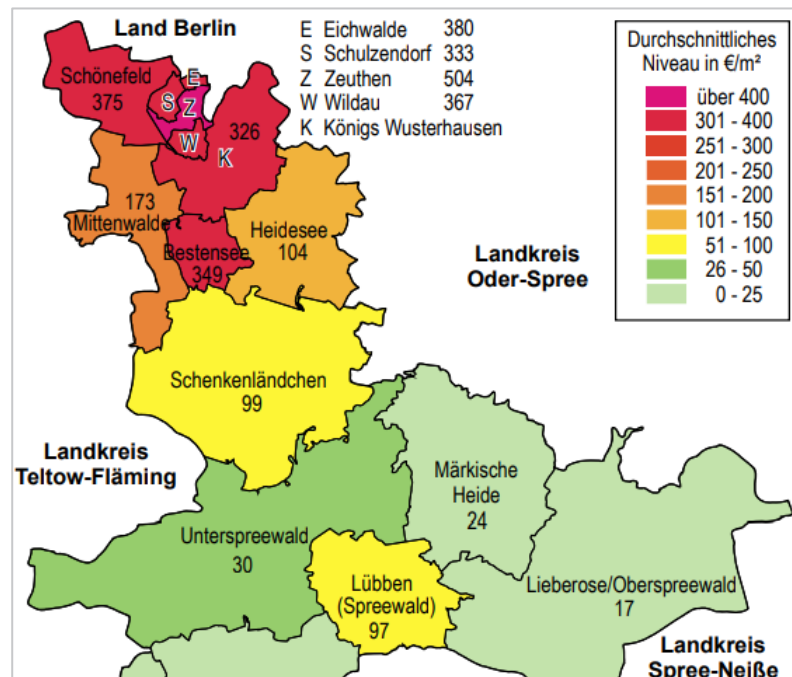 Land Berlin
E Eichwalde 380
S Schulzendorf 333
Z Zeuthen 504
W Wildau 367
K Königs Wusterhausen
Durchschnittliches
Niveau in €/m²
über 400
301 - 400
251 - 300
201 - 250
151 - 200
101 - 150
51 - 100
26 - 50
0 - 25
Schönefeld
375
E
S
Z
W
K
326
173
Mittenwalde
Bestensee
349
Heidesee
104
Landkreis
Oder-Spree
Schenkenländchen
99
Landkreis
Teltow-Fläming
Märkische
Heide
24
Unterspreewald
30
Lübben
(Spreewald)
97
Lieberose/Oberspreewald
17
Landkreis
Spree-Neiße